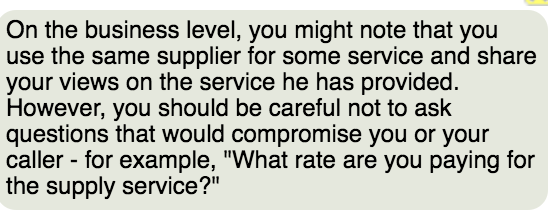 On the business level, you might note that you
use the same supplier for some service and share
your views on the service he has provided.
However, you should be careful not to ask
questions that would compromise you or your
caller - for example, "What rate are you paying for
the supply service?"